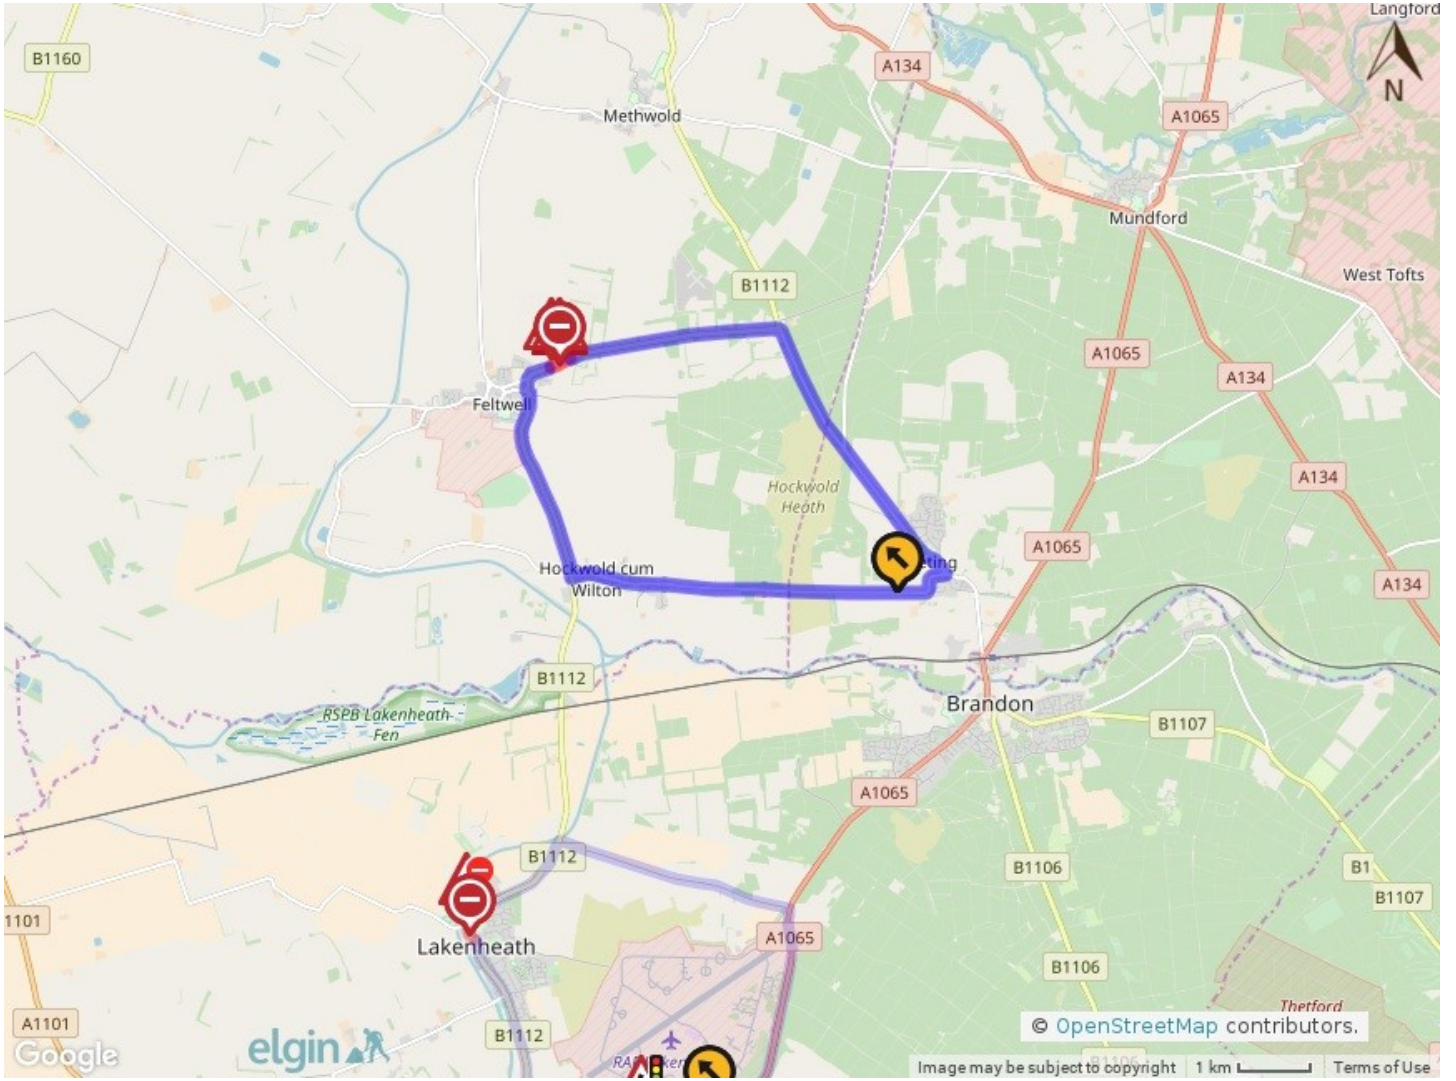 Langford
B1160
A134
N
Methwold
A1065
Mundford
West Tofts
B1112
A1065
A134
Feltwell
A134
Hockwold
Heath
A1065
Hockwold cum
Wilton
A134
B1112
Brandon
RSPB Lakenheath
Fen
B1107
A1065
B1112
B1106
B1
B1107
1101
A1065
Lakenheath
B1106
Thetford
A1101
B1112
© OpenStreetMap contributors.
elgin
Google
Image may be subject to copyright
1 km
Terms of Use